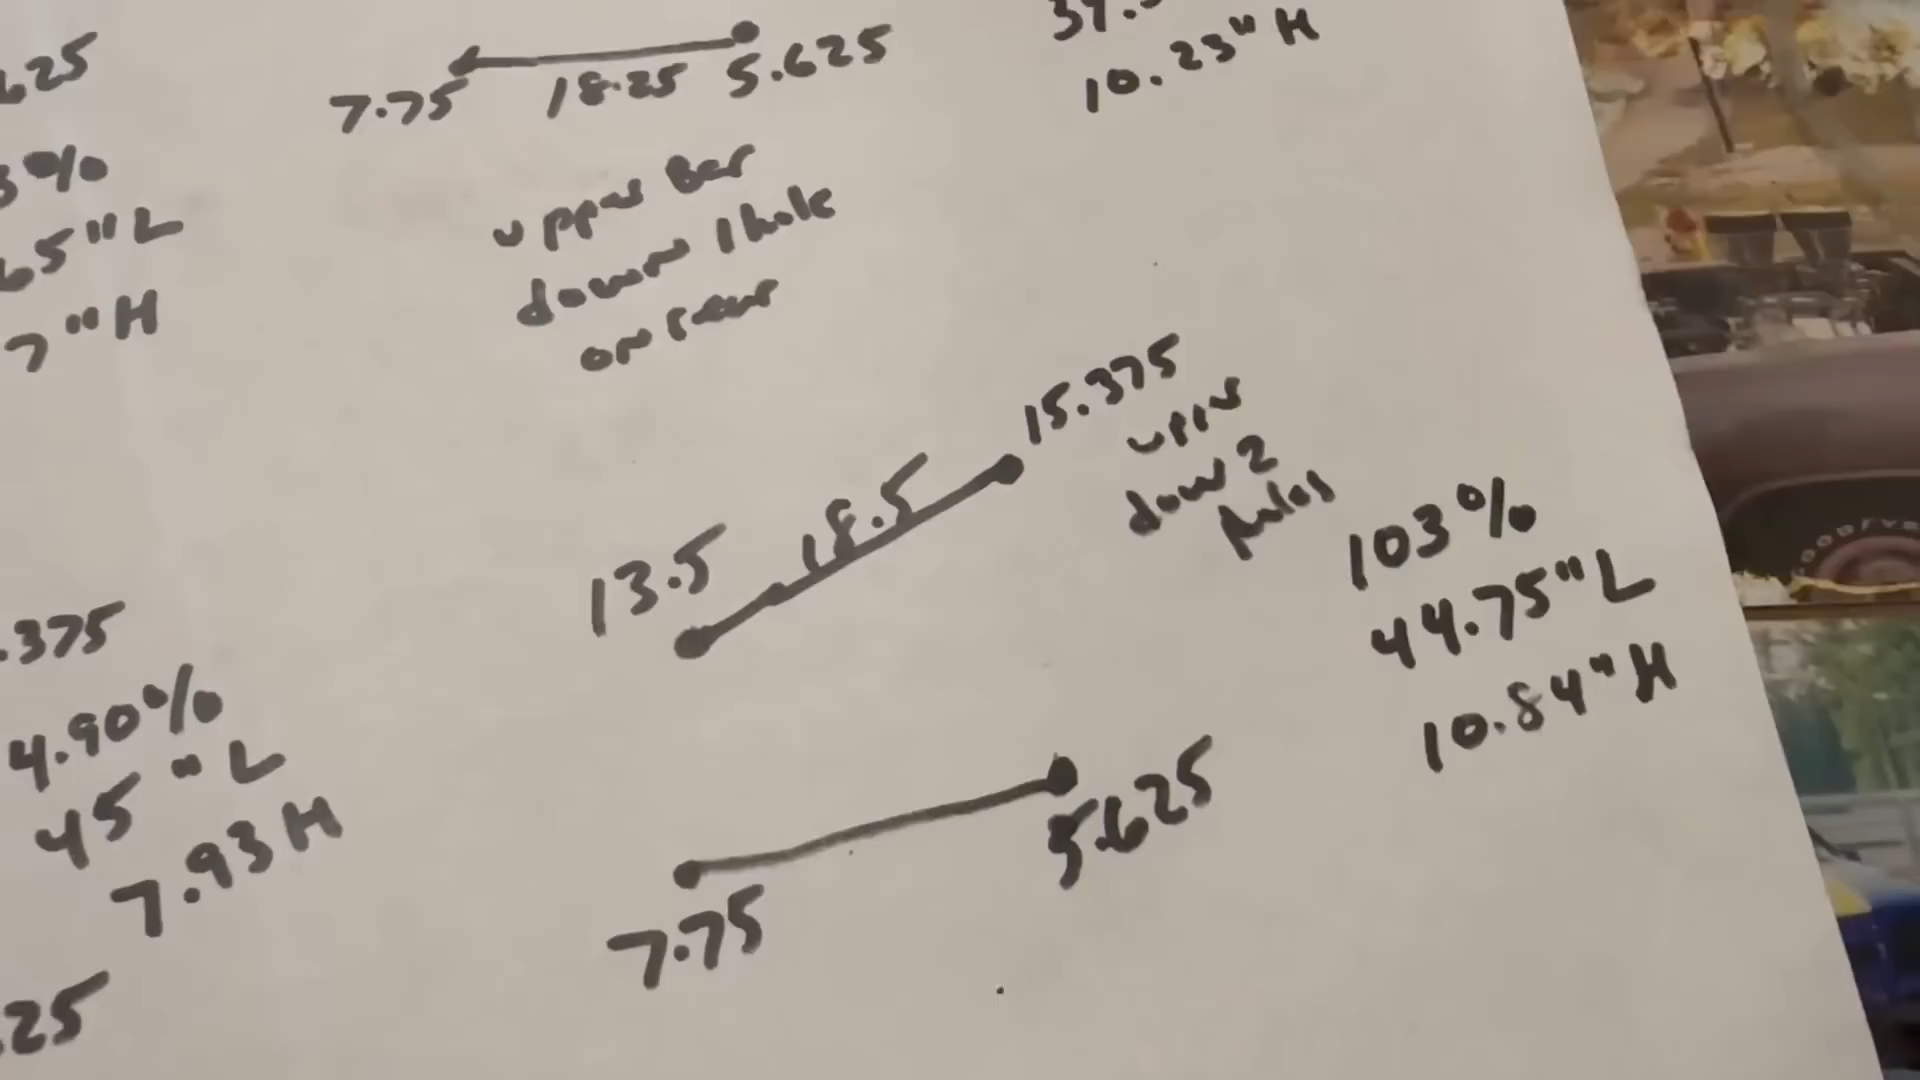 625
7.75 18.25 5.625
10.23" H
3%
65" L
7" H
upper Bar
down 1 hole
on rear
15.375
upper
down 2
holes
13.5 18.5
103%
44.75" L
10.84" H
.375
4.90%
45" L
7.93 H
7.75 5.625
25